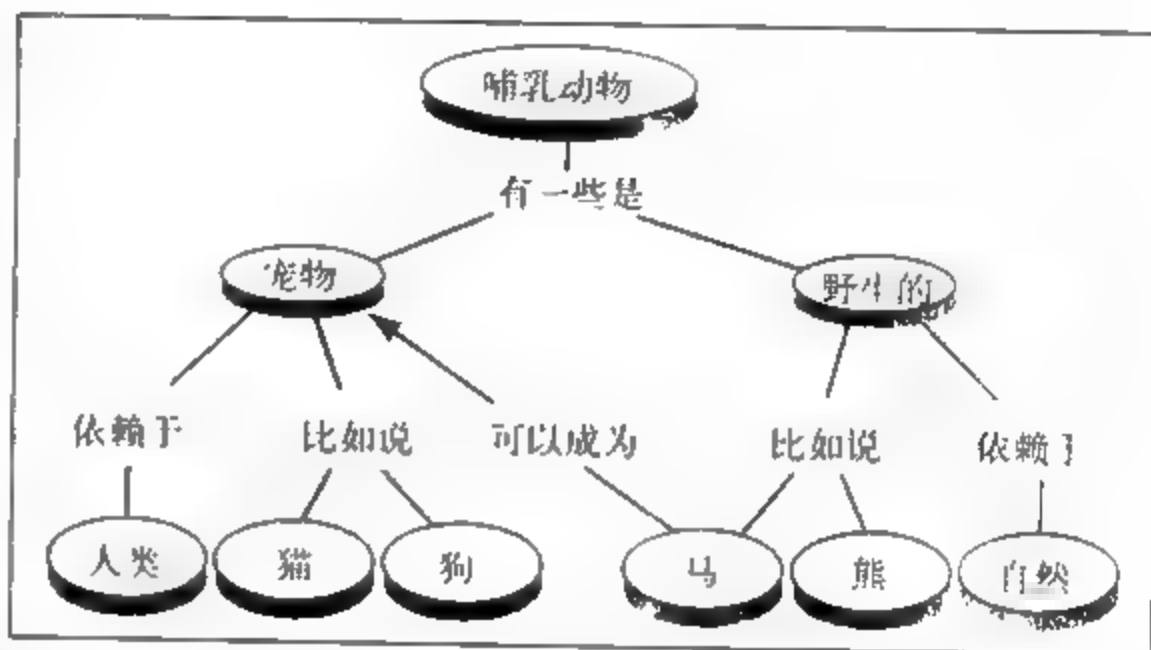 哺乳动物
有一些是
宠物
野生的
依赖于
比如说
可以成为
比如说
依赖于
人类
猫
狗
马
熊
自然